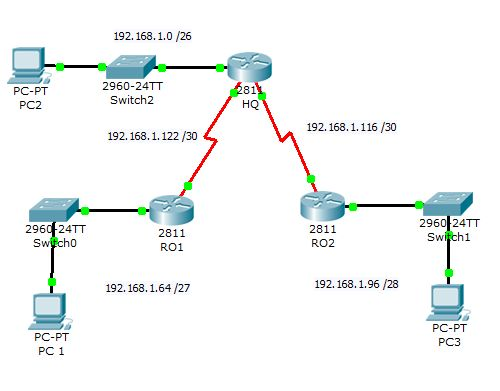 192.168.1.0 /26
PC-PT
PC2
2960-24TT
Switch2
2811
HQ
192.168.1.122 /30
192.168.1.116 /30
2960-24TT
Switch0
2811
RO1
2811
RO2
2960-24TT
Switch1
192.168.1.64 /27
192.168.1.96 /28
PC-PT
PC 1
PC-PT
PC3